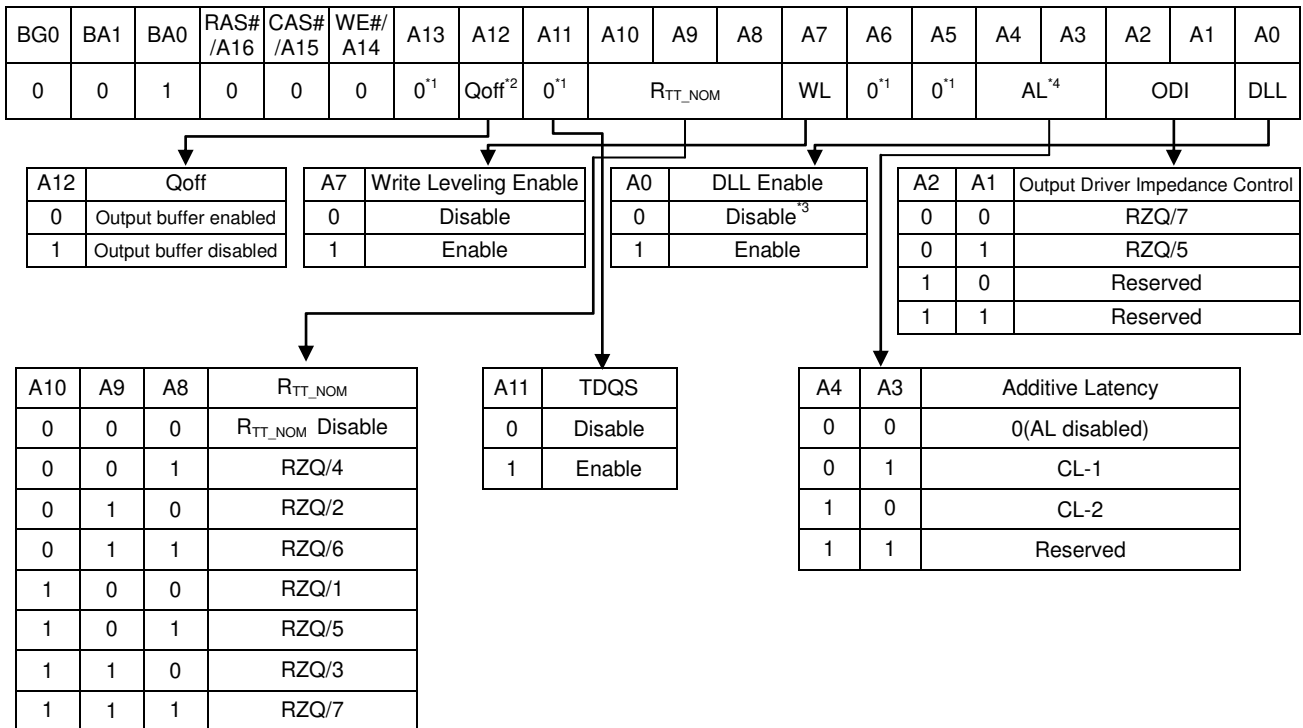 BG0 BA1 BA0 RAS#/A16 CAS#/A15 WE#/A14 A13 A12 A11 A10 A9 A8 A7 A6 A5 A4 A3 A2 A1 A0
0 0 1 0 0 0 0*1 Qoff*2 0*1 RTT_NOM WL 0*1 0*1 AL*4 ODI DLL
A12 Qoff
0 Output buffer enabled
1 Output buffer disabled
A7 Write Leveling Enable
0 Disable
1 Enable
A0 DLL Enable
0 Disable*3
1 Enable
A2 A1 Output Driver Impedance Control
0 0 RZQ/7
0 1 RZQ/5
1 0 Reserved
1 1 Reserved
A10 A9 A8 RTT_NOM
0 0 0 RTT_NOM Disable
0 0 1 RZQ/4
0 1 0 RZQ/2
0 1 1 RZQ/6
1 0 0 RZQ/1
1 0 1 RZQ/5
1 1 0 RZQ/3
1 1 1 RZQ/7
A11 TDQS
0 Disable
1 Enable
A4 A3 Additive Latency
0 0 0(AL disabled)
0 1 CL-1
1 0 CL-2
1 1 Reserved